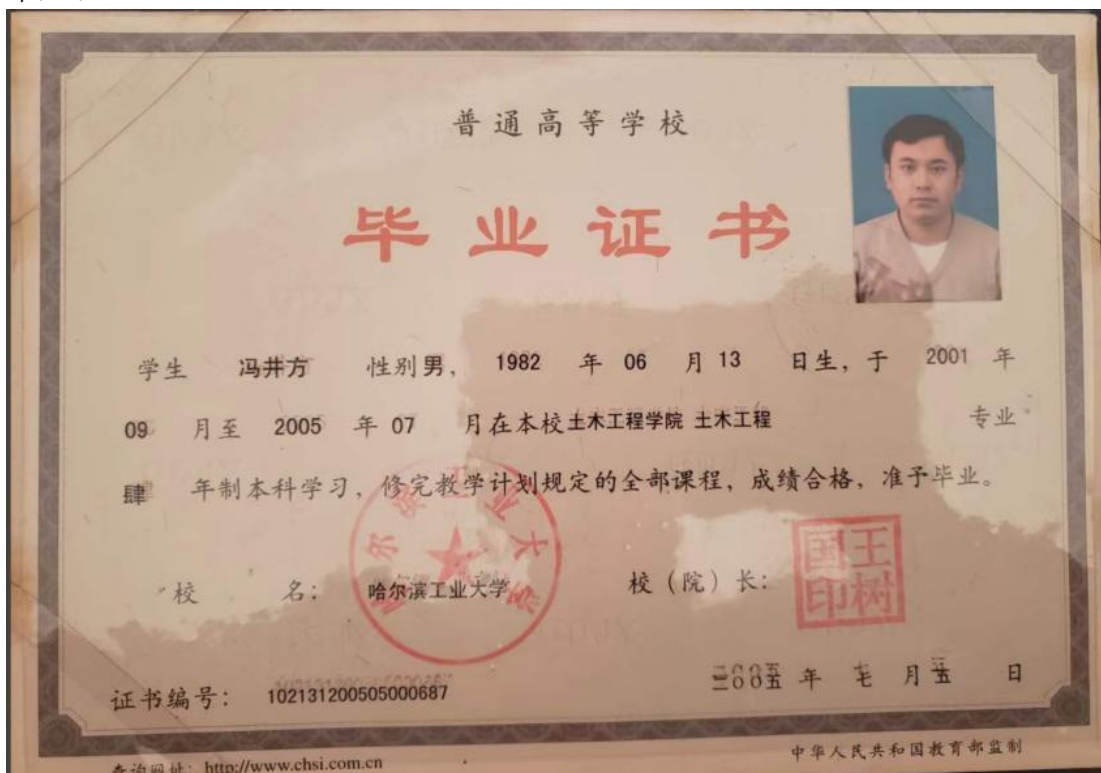 普通高等学校
毕业证书
学生 冯井方 性别 男, 1982 年 06 月 13 日生, 于 2001 年
09 月至 2005 年 07 月在本校 土木工程学院 土木工程 专业
肆 年制本科学习, 修完教学计划规定的全部课程, 成绩合格, 准予毕业。
校 名: 哈尔滨工业大学 校（院）长: 王树国印
证书编号: 102131200505000687 年 月 日
查询网址: http://www.chsi.com.cn 中华人民共和国教育部监制